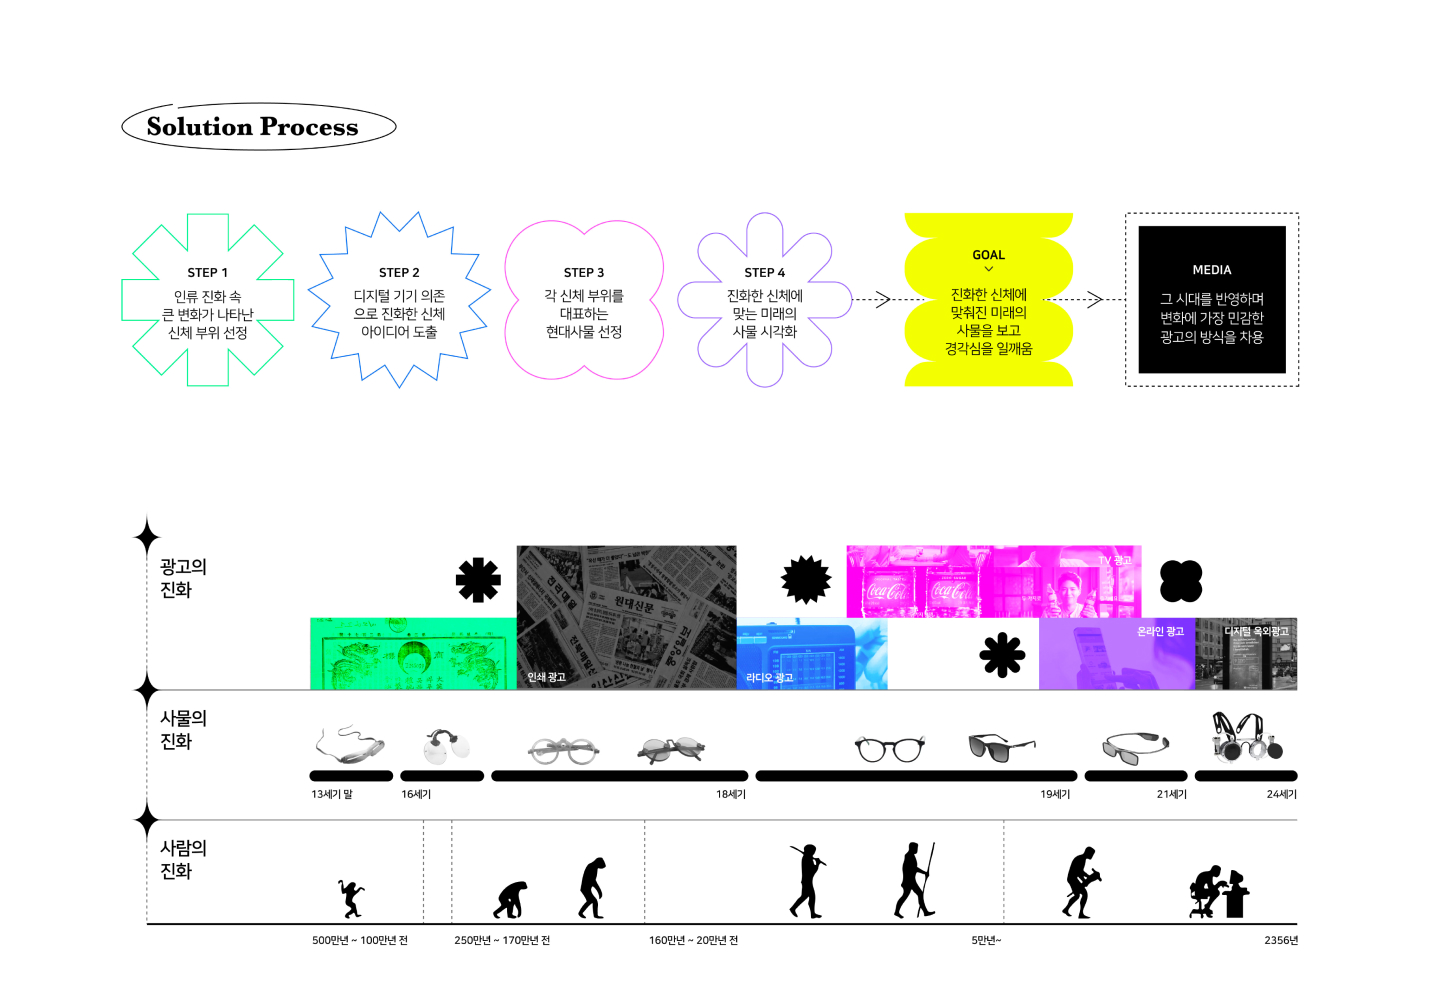 Solution Process
STEP 1
인류 진화 속
큰 변화가 나타난
신체 부위 선정
STEP 2
디지털 기기 의존
으로 진화한 신체
아이디어 도출
STEP 3
각 신체 부위를
대표하는
현대사물 선정
STEP 4
진화한 신체에
맞는 미래의
사물 시각화
GOAL
진화한 신체에
맞춰진 미래의
사물을 보고
경각심을 일깨움
MEDIA
그 시대를 반영하며
변화에 가장 민감한
광고의 방식을 차용
광고의
진화
원대신문
전북매일
인쇄 광고
라디오 광고
Coca-Cola
Coca-Cola
TV 광고
온라인 광고
디지털 옥외광고
사물의
진화
13세기 말
16세기
18세기
19세기
21세기
24세기
사람의
진화
500만년 ~ 100만년 전
250만년 ~ 170만년 전
160만년 ~ 20만년 전
5만년~
2356년